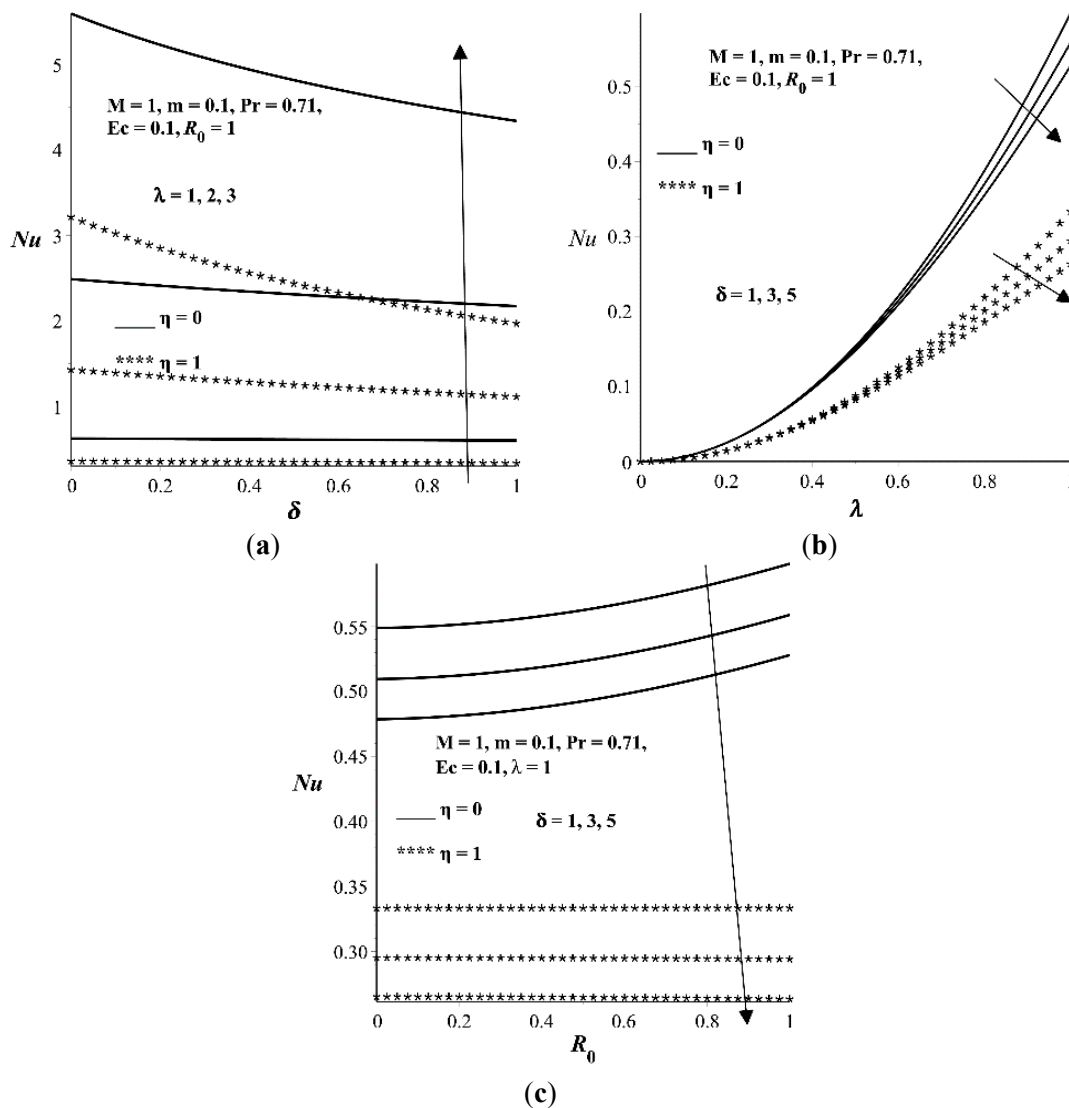 5
4
3
2
1
Nu
M = 1, m = 0.1, Pr = 0.71,
Ec = 0.1, R₀ = 1
λ = 1, 2, 3
____ η = 0
**** η = 1
0 0.2 0.4 0.6 0.8 1
δ
(a)
0.5
0.4
0.3
0.2
0.1
0
Nu
M = 1, m = 0.1, Pr = 0.71,
Ec = 0.1, R₀ = 1
____ η = 0
**** η = 1
δ = 1, 3, 5
0 0.2 0.4 0.6 0.8 1
λ
(b)
0.55
0.50
0.45
0.40
0.35
0.30
Nu
M = 1, m = 0.1, Pr = 0.71,
Ec = 0.1, λ = 1
____ η = 0
**** η = 1
δ = 1, 3, 5
0 0.2 0.4 0.6 0.8 1
R₀
(c)